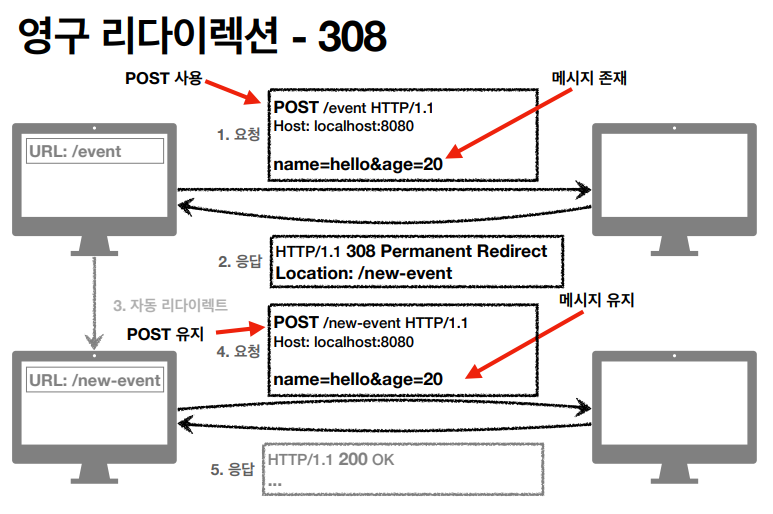 영구 리다이렉션 - 308
POST 사용
메시지 존재
1. 요청
POST /event HTTP/1.1
Host: localhost:8080
name=hello&age=20
URL: /event
2. 응답
HTTP/1.1 308 Permanent Redirect
Location: /new-event
3. 자동 리다이렉트
POST 유지
메시지 유지
4. 요청
POST /new-event HTTP/1.1
Host: localhost:8080
name=hello&age=20
URL: /new-event
5. 응답
HTTP/1.1 200 OK
...